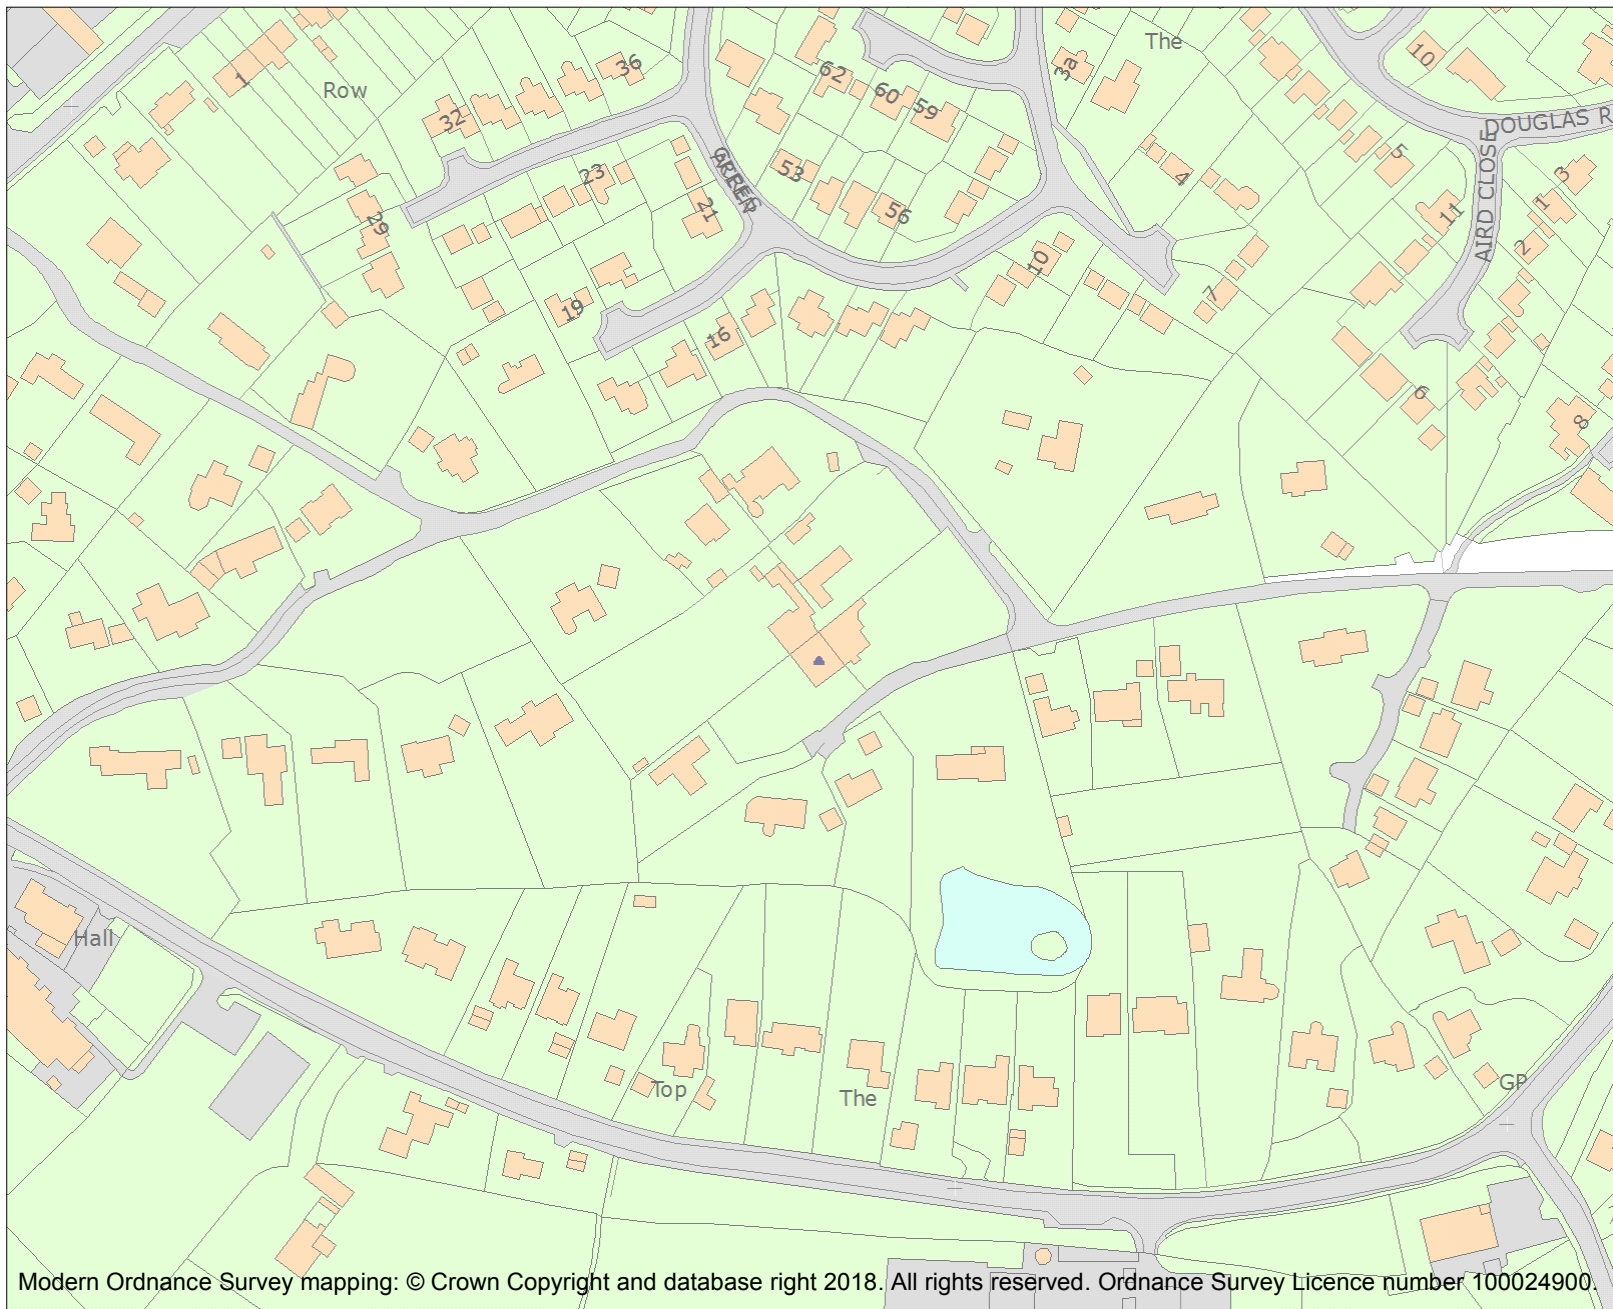 The
36
62
3a
10
1
Row
60
59
32
DOUGLAS R
5
53
23
4
3
GREEN
ACRES
AIRD CLOSE
1
21
56
11
29
2
10
7
19
16
6
8
Hall
Top
The
GP
Modern Ordnance Survey mapping: © Crown Copyright and database right 2018. All rights reserved. Ordnance Survey Licence number 100024900.